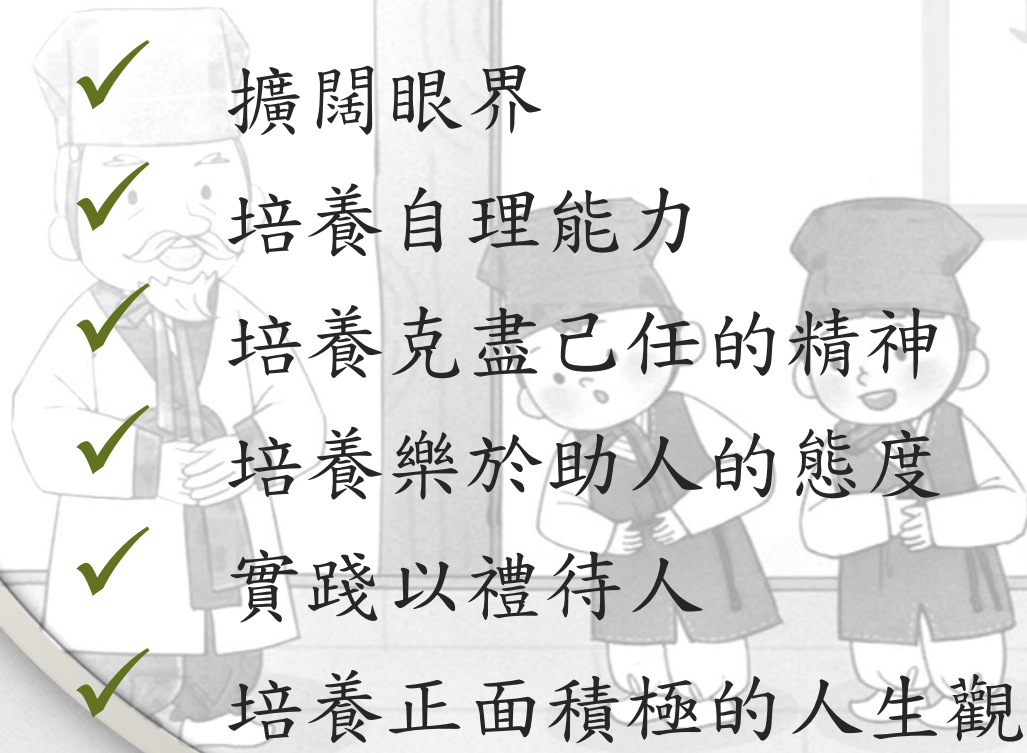 擴闊眼界
培養自理能力
培養克盡己任的精神
培養樂於助人的態度
實踐以禮待人
培養正面積極的人生觀